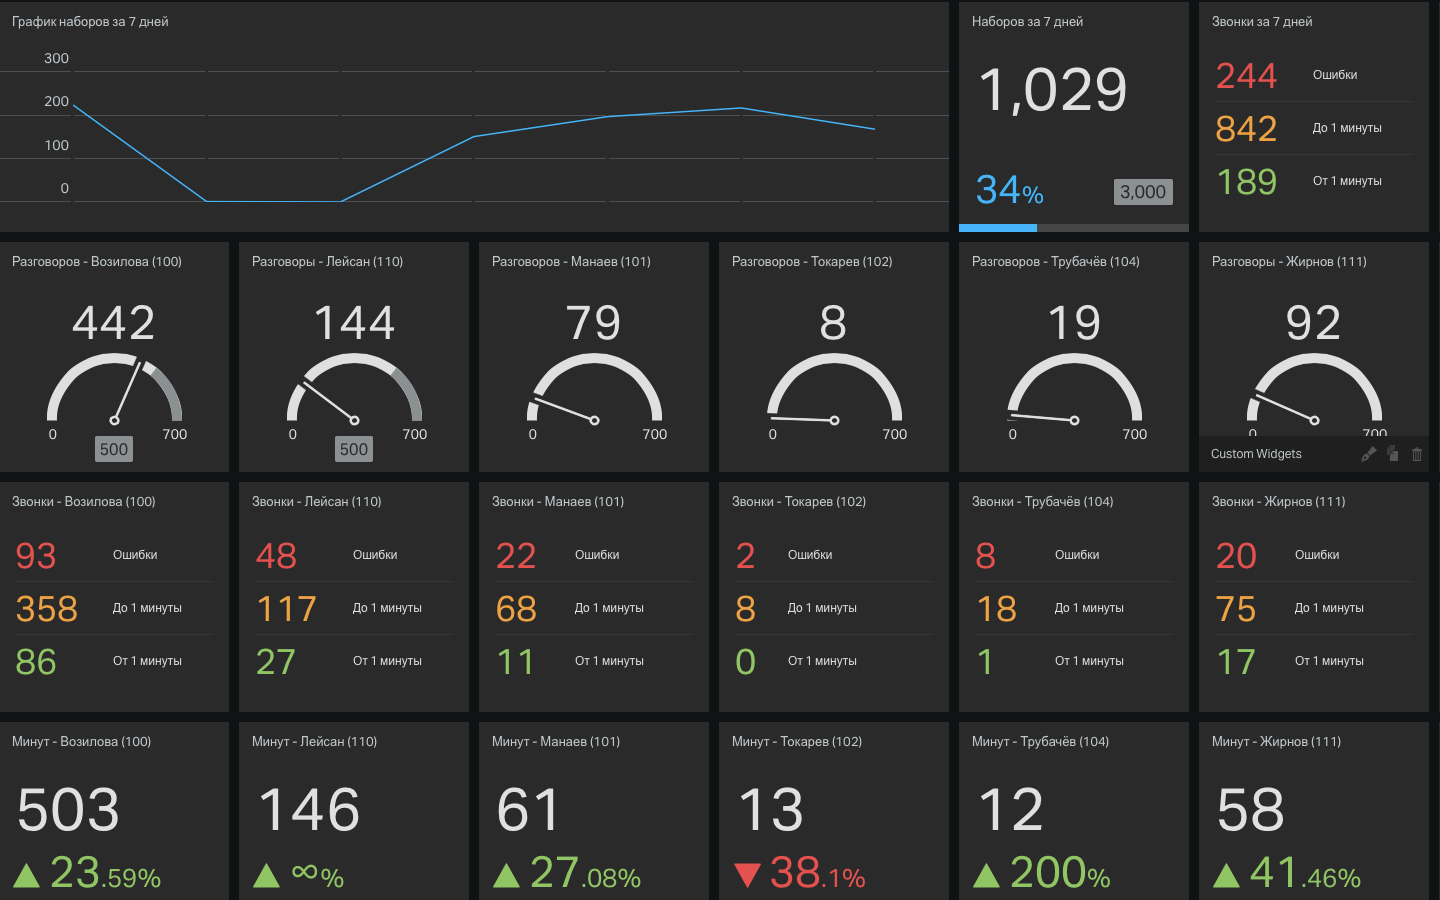 График наборов за 7 дней
300
200
100
0
Наборов за 7 дней
1,029
34%
3,000
Звонки за 7 дней
244 Ошибки
842 До 1 минуты
189 От 1 минуты
Разговоров - Возилова (100)
442
0 700
500
Разговоры - Лейсан (110)
144
0 700
500
Разговоров - Манаев (101)
79
0 700
Разговоров - Токарев (102)
8
0 700
Разговоров - Трубачёв (104)
19
0 700
Разговоры - Жирнов (111)
92
0 700
Custom Widgets
Звонки - Возилова (100)
93 Ошибки
358 До 1 минуты
86 От 1 минуты
Звонки - Лейсан (110)
48 Ошибки
117 До 1 минуты
27 От 1 минуты
Звонки - Манаев (101)
22 Ошибки
68 До 1 минуты
11 От 1 минуты
Звонки - Токарев (102)
2 Ошибки
8 До 1 минуты
0 От 1 минуты
Звонки - Трубачёв (104)
8 Ошибки
18 До 1 минуты
1 От 1 минуты
Звонки - Жирнов (111)
20 Ошибки
75 До 1 минуты
17 От 1 минуты
Минут - Возилова (100)
503
▲ 23.59%
Минут - Лейсан (110)
146
▲ ∞%
Минут - Манаев (101)
61
▲ 27.08%
Минут - Токарев (102)
13
▼ 38.1%
Минут - Трубачёв (104)
12
▲ 200%
Минут - Жирнов (111)
58
▲ 41.46%